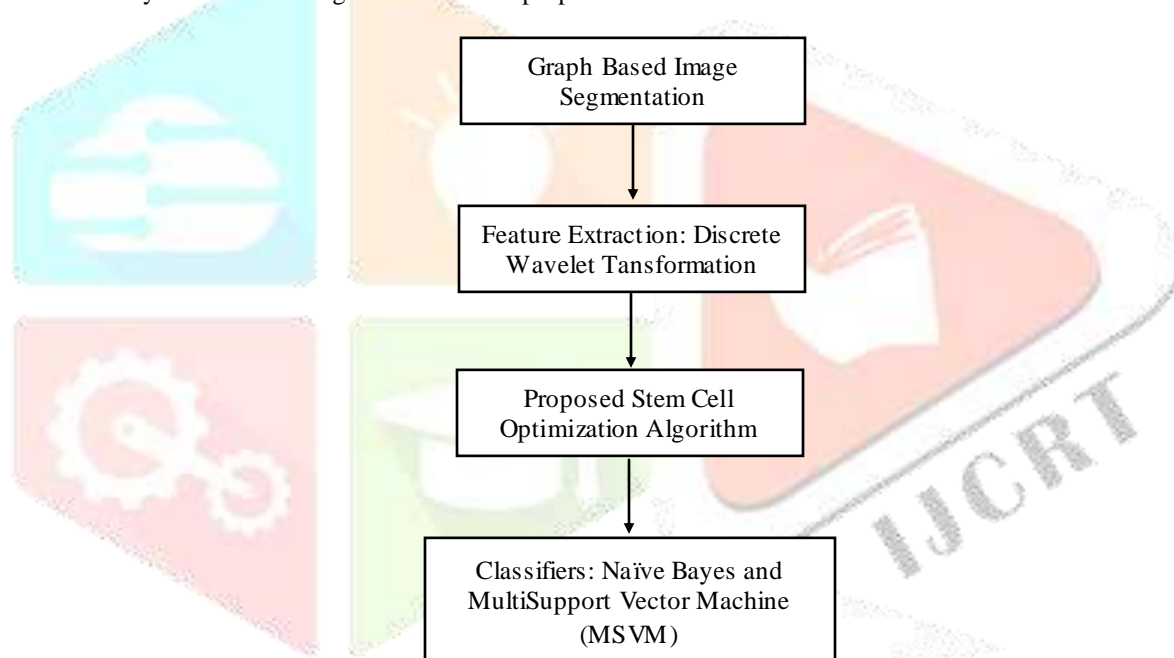 Graph Based Image
Segmentation
Feature Extraction: Discrete
Wavelet Tansformation
Proposed Stem Cell
Optimization Algorithm
Classifiers: Naïve Bayes and
MultiSupport Vector Machine
(MSVM)
IJCRT